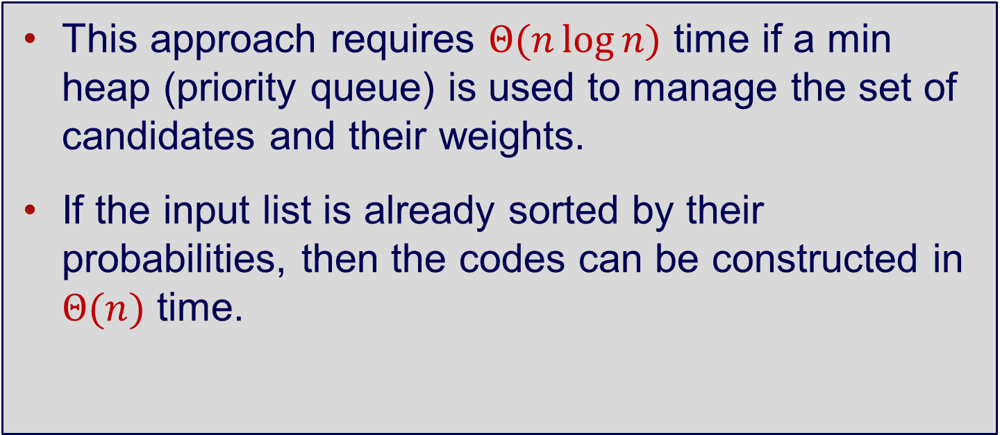 • This approach requires Θ(n log n) time if a min
heap (priority queue) is used to manage the set of
candidates and their weights.
• If the input list is already sorted by their
probabilities, then the codes can be constructed in
Θ(n) time.